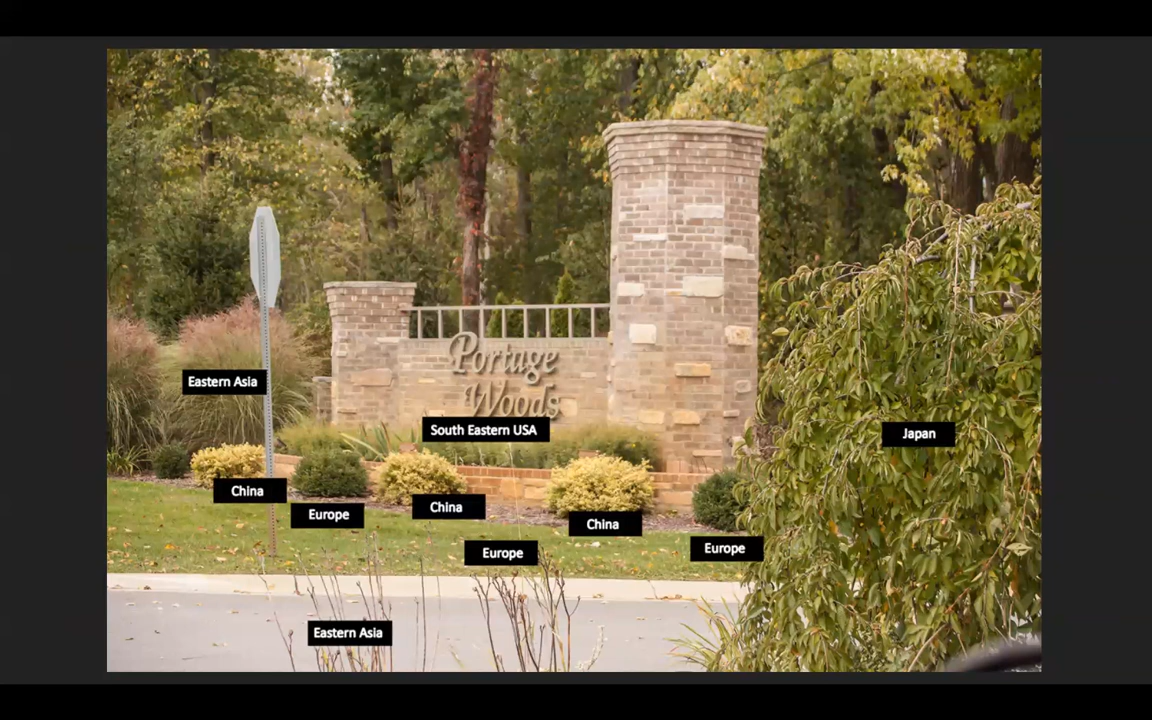 Portage
Woods
Eastern Asia
South Eastern USA
Japan
China
China
Europe
China
Europe
Europe
Eastern Asia